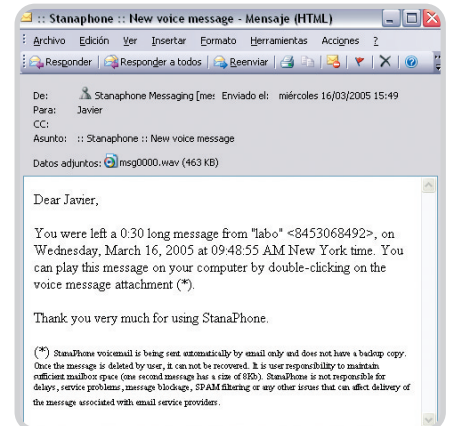 :: Stanaphone :: New voice message - Mensaje (HTML)
Archivo Edición Ver Insertar Formato Herramientas Acciones ?
Responder Responder a todos Reenviar
De: Stanaphone Messaging [me: Enviado el: miércoles 16/03/2005 15:49
Para: Javier
CC:
Asunto: :: Stanaphone :: New voice message
Datos adjuntos: msg0000.wav (463 KB)
Dear Javier,
You were left a 0:30 long message from "labo" <8453068492>, on
Wednesday, March 16, 2005 at 09:48:55 AM New York time. You
can play this message on your computer by double-clicking on the
voice message attachment (*).
Thank you very much for using StanaPhone.
(*) StanaPhone voicemail is being sent automatically by email only and does not have a backup copy.
Once the message is deleted by user, it can not be recovered. It is user responsibility to maintain
sufficient mailbox space (one second message has a size of 8Kb). StanaPhone is not responsible for
delays, service problems, message blockage, SPAM filtering or any other issues that can affect delivery of
the message associated with email service providers.